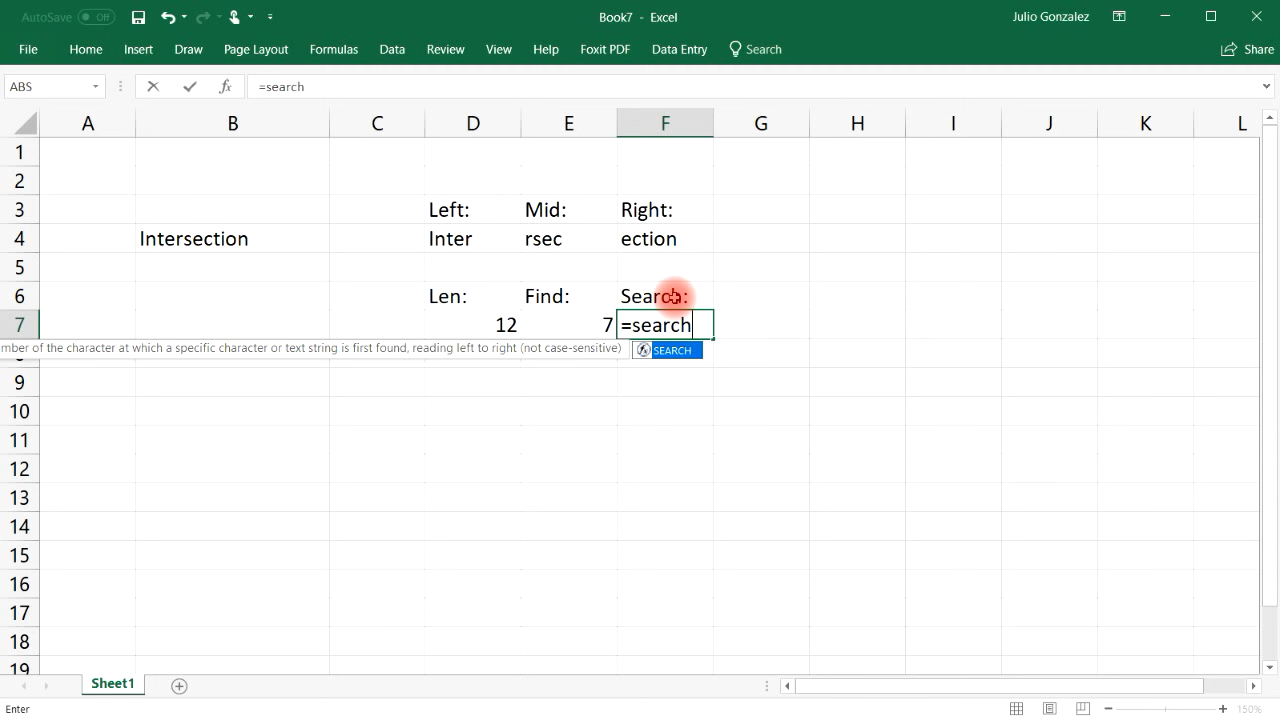 AutoSave Off Book7 - Excel Julio Gonzalez
File Home Insert Draw Page Layout Formulas Data Review View Help Foxit PDF Data Entry Search Share
ABS fx =search
A B C D E F G H I J K L
1
2
3 Left: Mid: Right:
4 Intersection Inter rsec ection
5
6 Len: Find: Search:
7 12 7 =search
mber of the character at which a specific character or text string is first found, reading left to right (not case-sensitive) SEARCH
9
10
11
12
13
14
15
16
17
18
19
Sheet1
Enter 150%